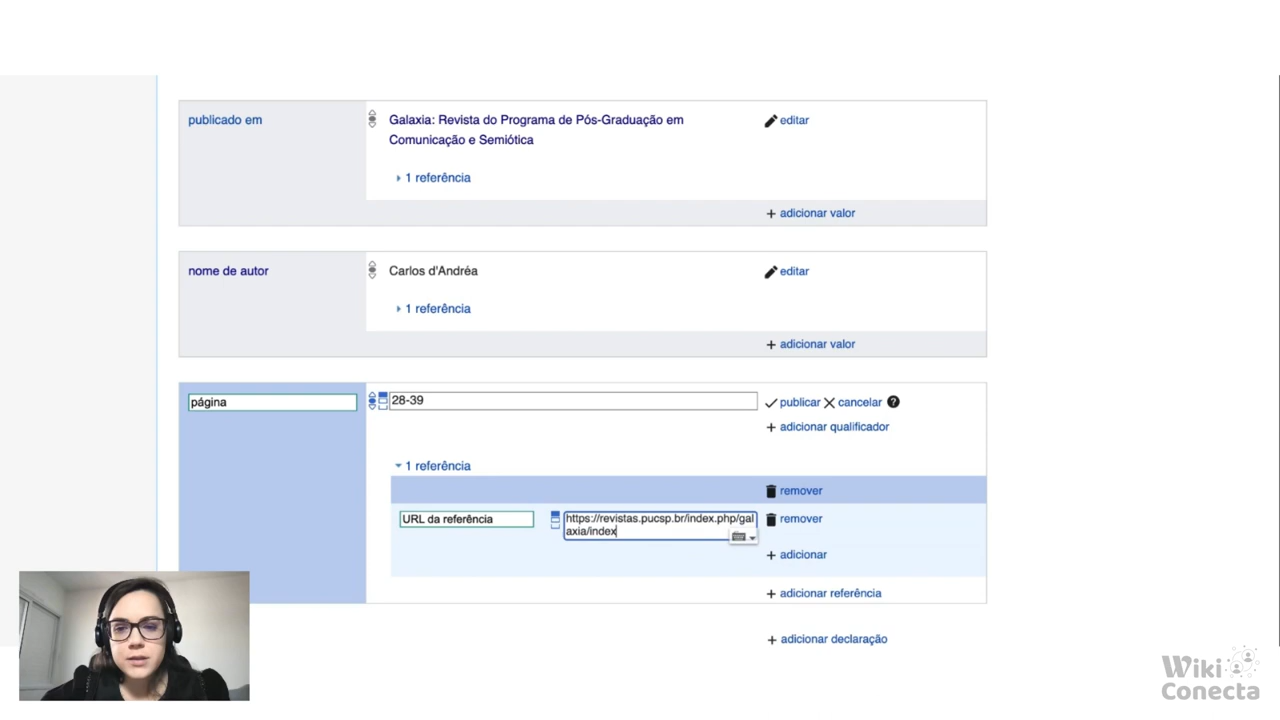 publicado em
Galaxia: Revista do Programa de Pós-Graduação em
Comunicação e Semiótica
editar
1 referência
+ adicionar valor
nome de autor
Carlos d'Andréa
editar
1 referência
+ adicionar valor
página
28-39
publicar cancelar ?
+ adicionar qualificador
1 referência
remover
URL da referência
https://revistas.pucsp.br/index.php/gal
axia/index
remover
+ adicionar
+ adicionar referência
+ adicionar declaração
Wiki
Conecta